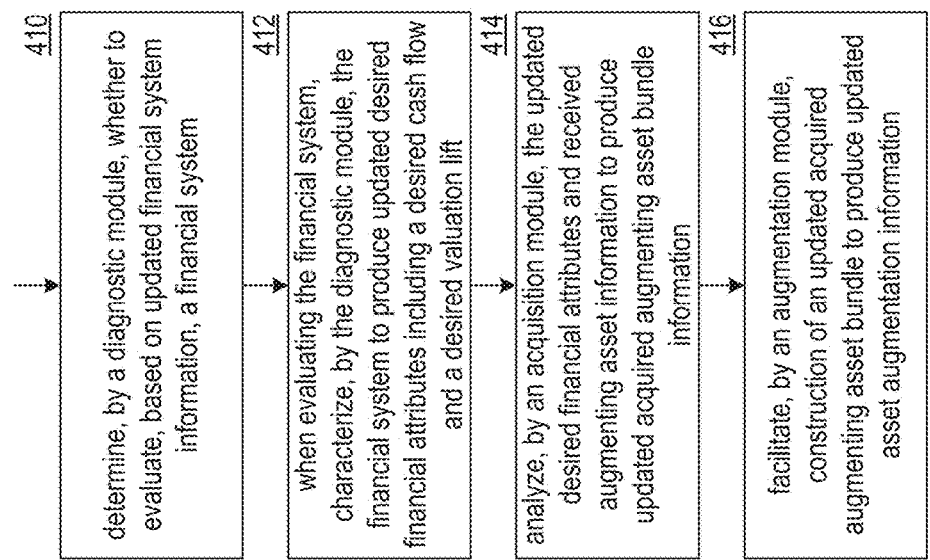 410
determine, by a diagnostic module, whether to
evaluate, based on updated financial system
information, a financial system
412
when evaluating the financial system,
characterize, by the diagnostic module, the
financial system to produce updated desired
financial attributes including a desired cash flow
and a desired valuation lift
414
analyze, by an acquisition module, the updated
desired financial attributes and received
augmenting asset information to produce
updated acquired augmenting asset bundle
information
416
facilitate, by an augmentation module,
construction of an updated acquired
augmenting asset bundle to produce updated
asset augmentation information